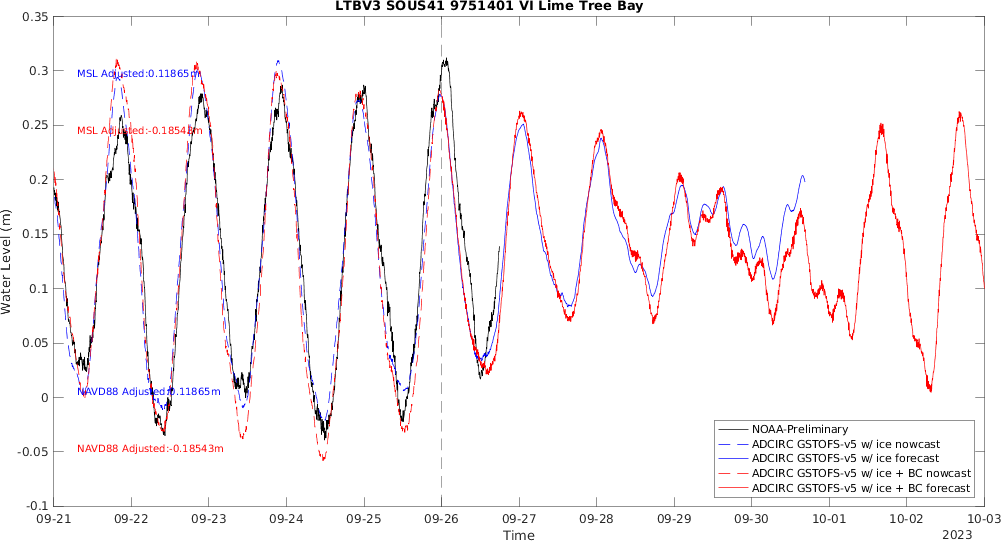 LTBV3 SOUS41 9751401 VI Lime Tree Bay
0.35
0.3
0.25
0.2
0.15
0.1
0.05
0
-0.05
-0.1
Water Level (m)
MSL Adjusted:0.11865m
MSL Adjusted:-0.18543m
NAVD88 Adjusted:0.11865m
NAVD88 Adjusted:-0.18543m
NOAA-Preliminary
ADCIRC GSTOFS-v5 w/ ice nowcast
ADCIRC GSTOFS-v5 w/ ice forecast
ADCIRC GSTOFS-v5 w/ ice + BC nowcast
ADCIRC GSTOFS-v5 w/ ice + BC forecast
09-21 09-22 09-23 09-24 09-25 09-26 09-27 09-28 09-29 09-30 10-01 10-02 10-03
Time
2023